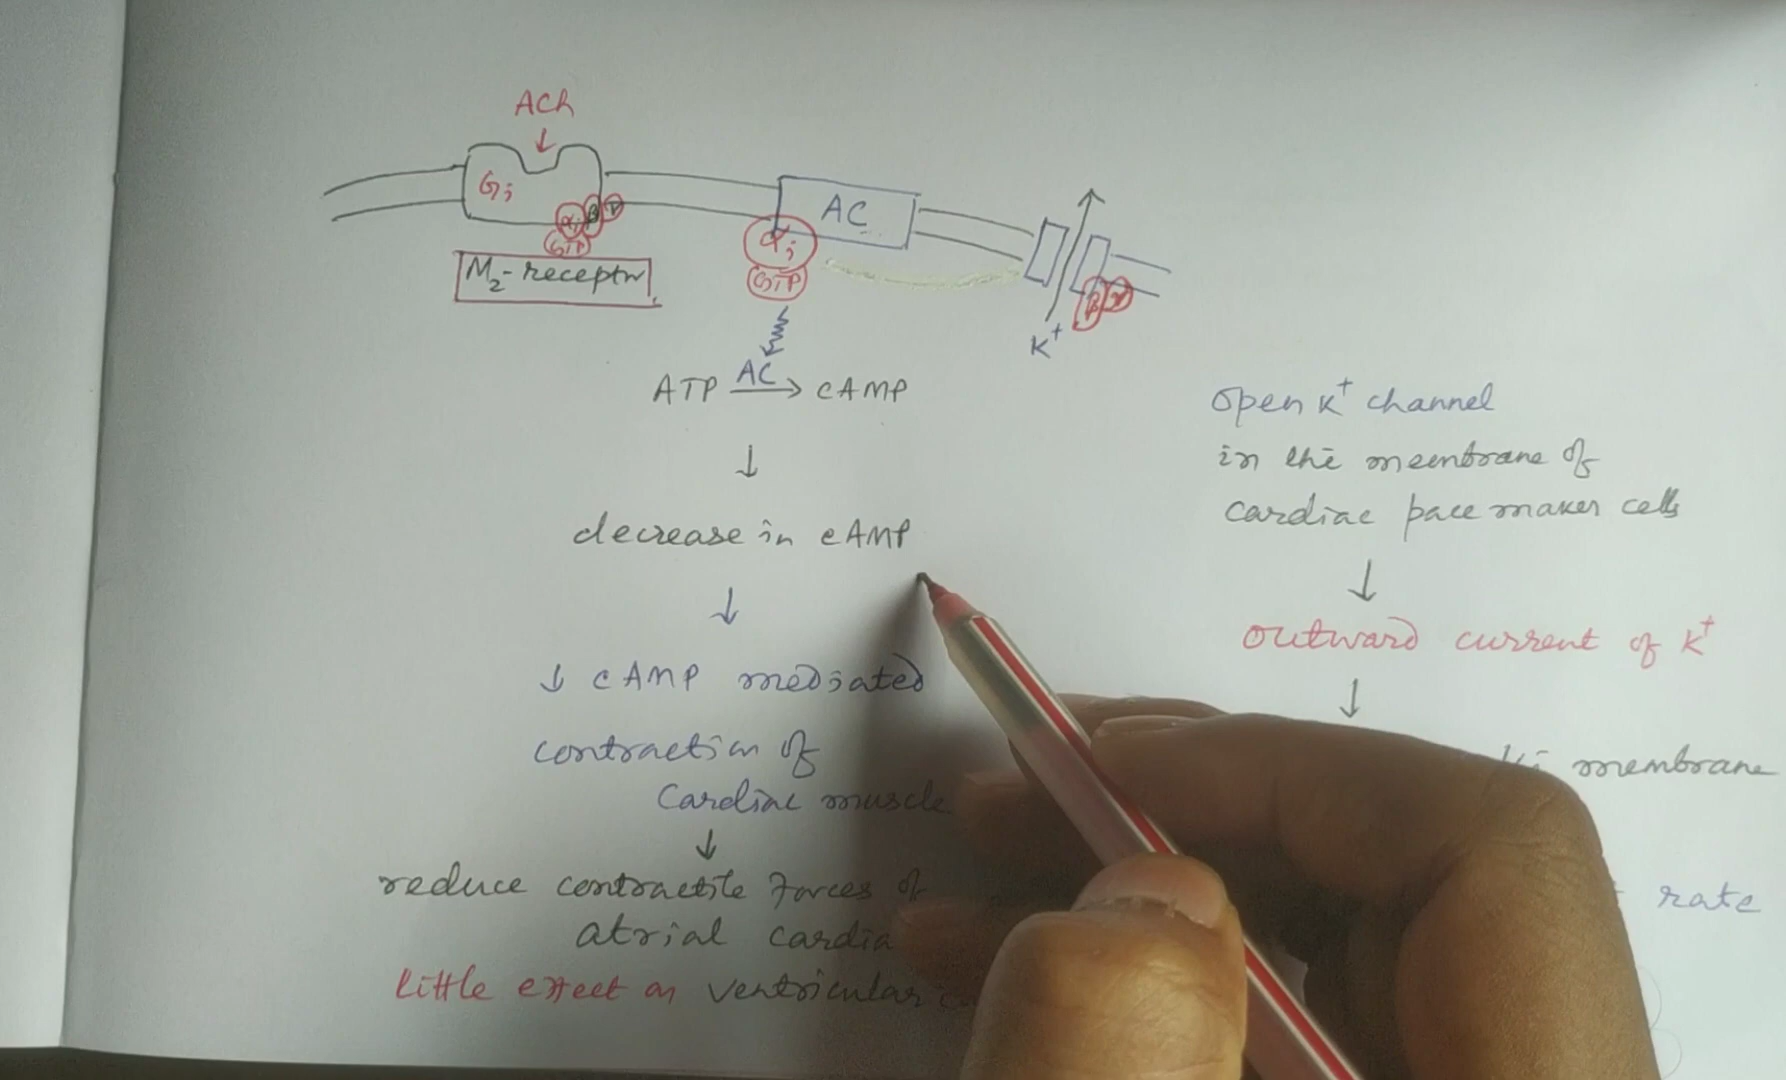 ACh
Gi
αi β γ
GTP
M2-receptor
AC
αi
GTP
β γ
K+
ATP AC cAMP
decrease in cAMP
↓ cAMP mediated
contraction of
Cardiac muscle
reduce contractile forces of
atrial cardia
little effect on ventricular
open K+ channel
in the membrane of
cardiac pace maker cells
outward current of K+
membrane
rate